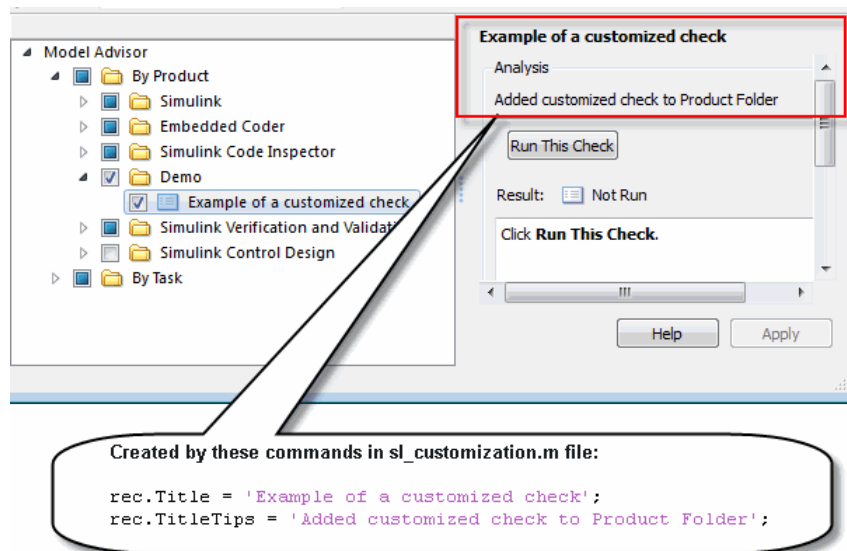 Model Advisor
By Product
Simulink
Embedded Coder
Simulink Code Inspector
Demo
Example of a customized check
Simulink Verification and Validati
Simulink Control Design
By Task
Example of a customized check
Analysis
Added customized check to Product Folder
Run This Check
Result: Not Run
Click Run This Check.
Help
Apply
Created by these commands in sl_customization.m file:
rec.Title = 'Example of a customized check';
rec.TitleTips = 'Added customized check to Product Folder';